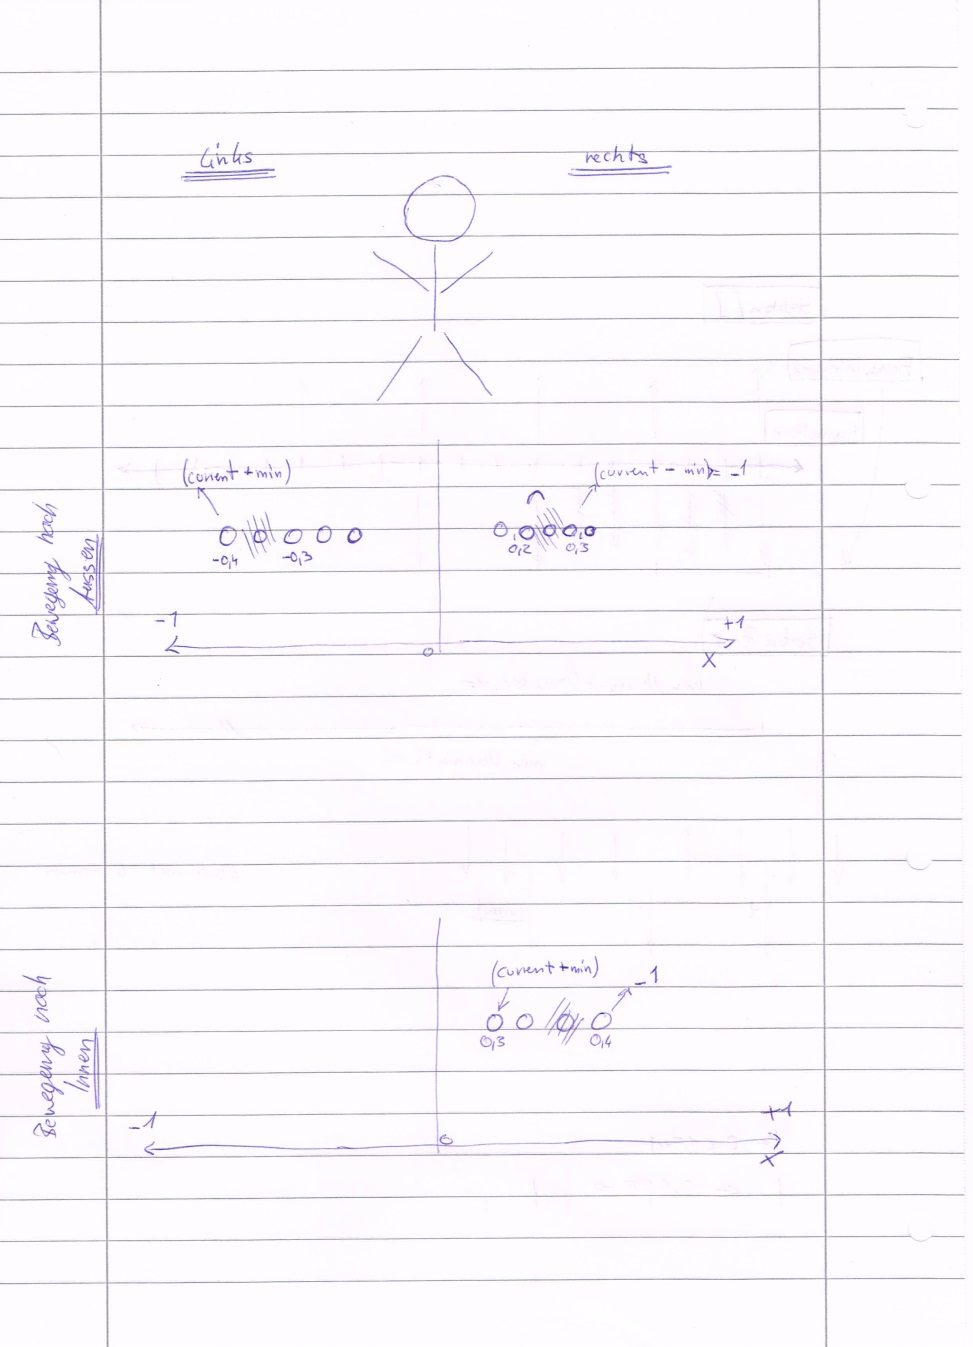 Links
rechts
(current + min)
(current - min) = -1
-0,4
-0,3
0,2
0,3
Bewegung nach
Aussen
-1
+1
0
X
(current + min)
-1
0,3
0,4
Bewegung nach
Innen
-1
+1
0
X